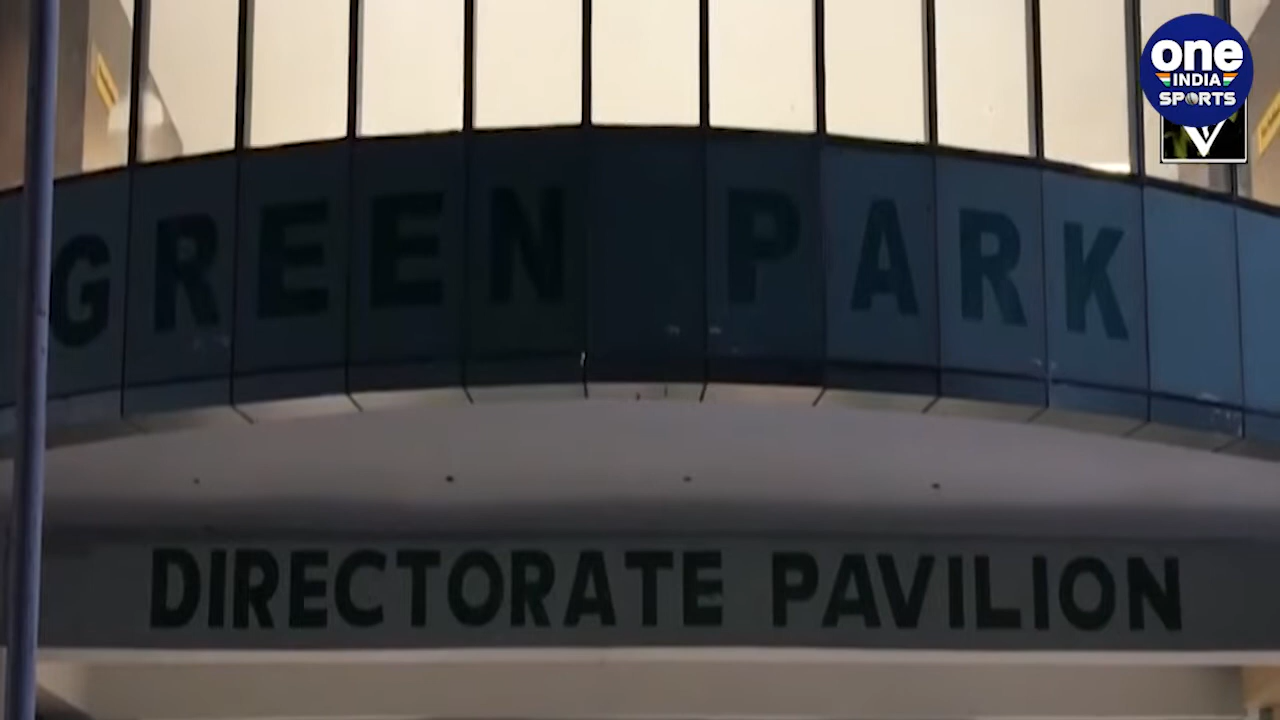 one
INDIA
SPORTS
V
GREEN PARK
DIRECTORATE PAVILION